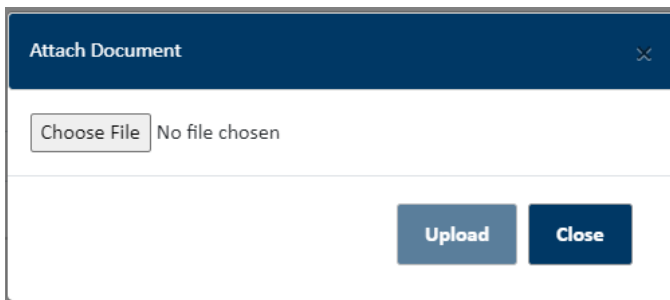 Attach Document ×
Choose File No file chosen
Upload Close